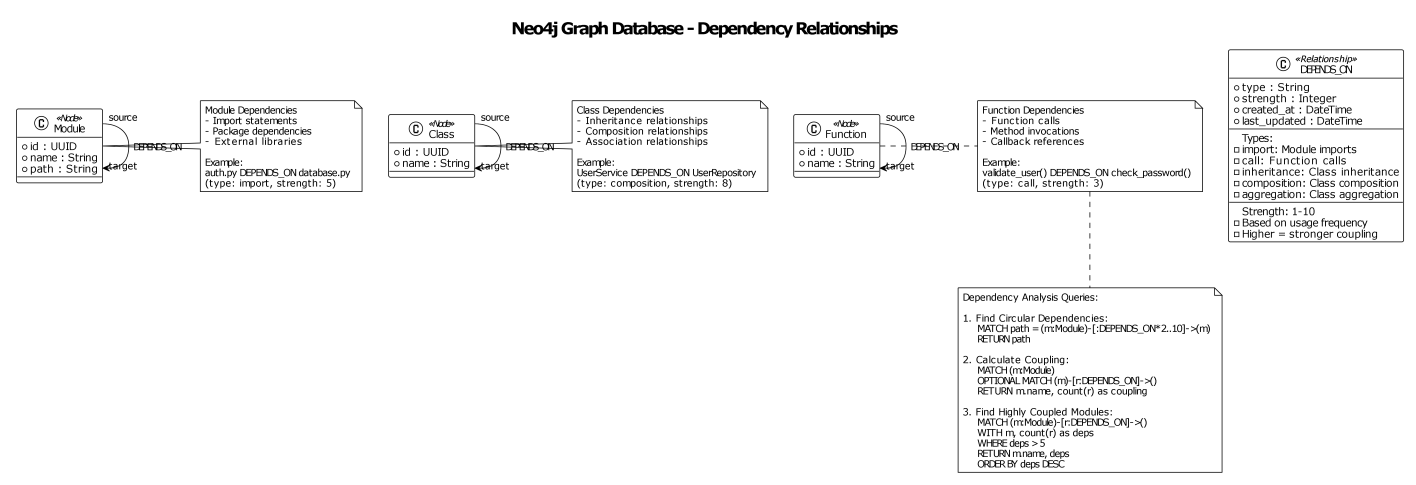 Neo4j Graph Database - Dependency Relationships
«Node»
Module
id : UUID
name : String
path : String
source
DEPENDS_ON
target
Module Dependencies
- Import statements
- Package dependencies
- External libraries
Example:
auth.py DEPENDS_ON database.py
(type: import, strength: 5)
«Node»
Class
id : UUID
name : String
source
DEPENDS_ON
target
Class Dependencies
- Inheritance relationships
- Composition relationships
- Association relationships
Example:
UserService DEPENDS_ON UserRepository
(type: composition, strength: 8)
«Node»
Function
id : UUID
name : String
source
DEPENDS_ON
target
Function Dependencies
- Function calls
- Method invocations
- Callback references
Example:
validate_user() DEPENDS_ON check_password()
(type: call, strength: 3)
«Relationship»
DEPENDS_ON
type : String
strength : Integer
created_at : DateTime
last_updated : DateTime
Types:
import: Module imports
call: Function calls
inheritance: Class inheritance
composition: Class composition
aggregation: Class aggregation
Strength: 1-10
Based on usage frequency
Higher = stronger coupling
Dependency Analysis Queries:
1. Find Circular Dependencies:
MATCH path = (m:Module)-[:DEPENDS_ON*2..10]->(m)
RETURN path
2. Calculate Coupling:
MATCH (m:Module)
OPTIONAL MATCH (m)-[r:DEPENDS_ON]->()
RETURN m.name, count(r) as coupling
3. Find Highly Coupled Modules:
MATCH (m:Module)-[r:DEPENDS_ON]->()
WITH m, count(r) as deps
WHERE deps > 5
RETURN m.name, deps
ORDER BY deps DESC